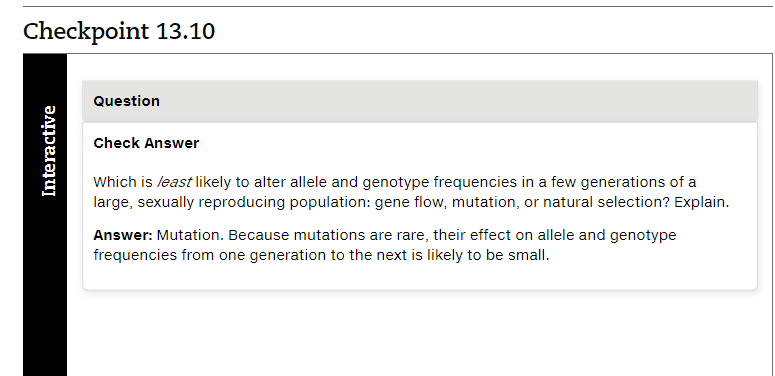 Checkpoint 13.10
Interactive
Question
Check Answer
Which is least likely to alter allele and genotype frequencies in a few generations of a
large, sexually reproducing population: gene flow, mutation, or natural selection? Explain.
Answer: Mutation. Because mutations are rare, their effect on allele and genotype
frequencies from one generation to the next is likely to be small.